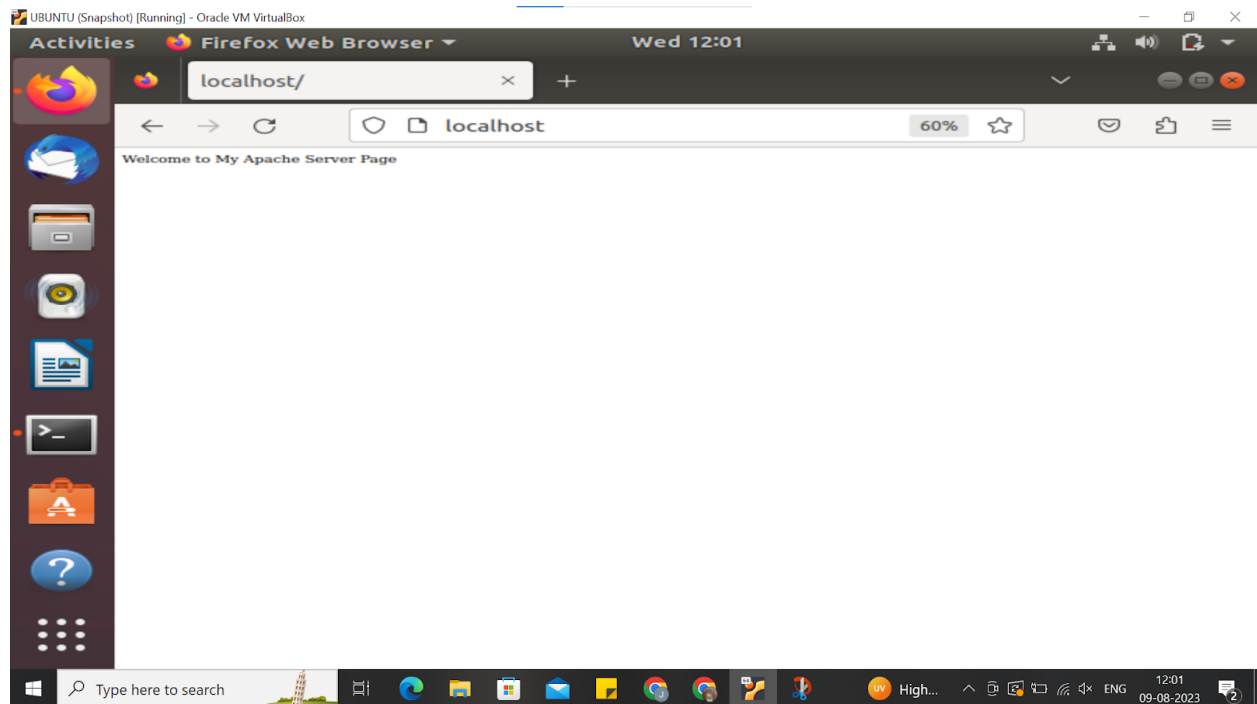 UBUNTU (Snapshot) [Running] - Oracle VM VirtualBox
Activities Firefox Web Browser Wed 12:01
localhost/
localhost 60%
Welcome to My Apache Server Page
Type here to search UV High... ENG 12:01
09-08-2023 2